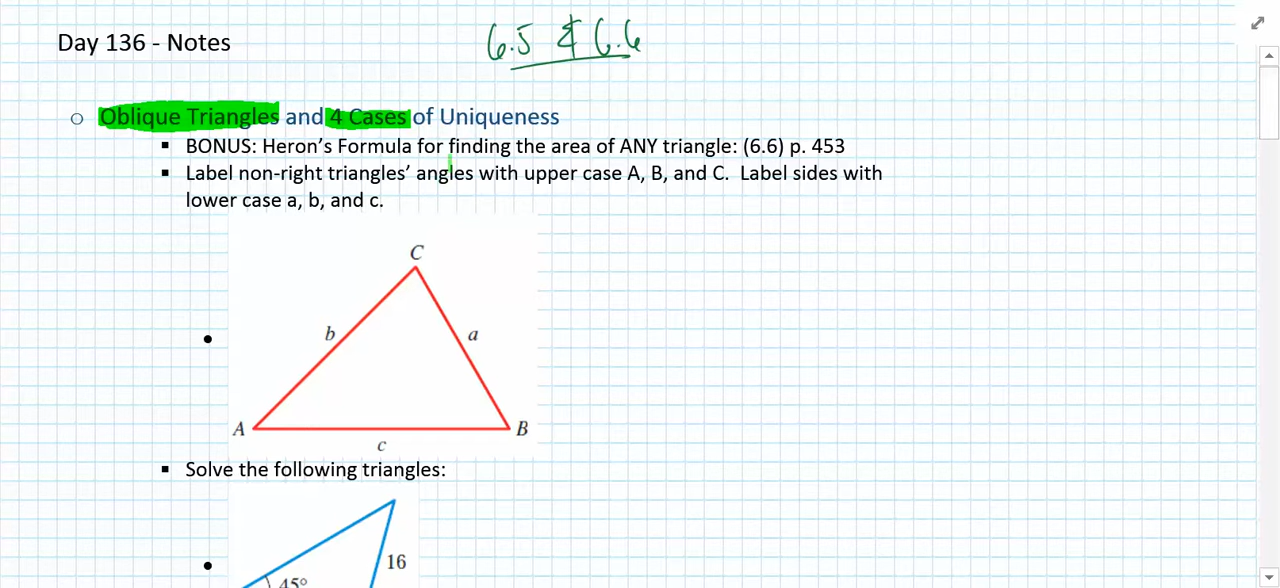 6.5 & 6.6
Day 136 - Notes
Oblique Triangles and 4 Cases of Uniqueness
BONUS: Heron’s Formula for finding the area of ANY triangle: (6.6) p. 453
Label non-right triangles’ angles with upper case A, B, and C. Label sides with
lower case a, b, and c.
C
b
a
A
B
c
Solve the following triangles:
16
45°